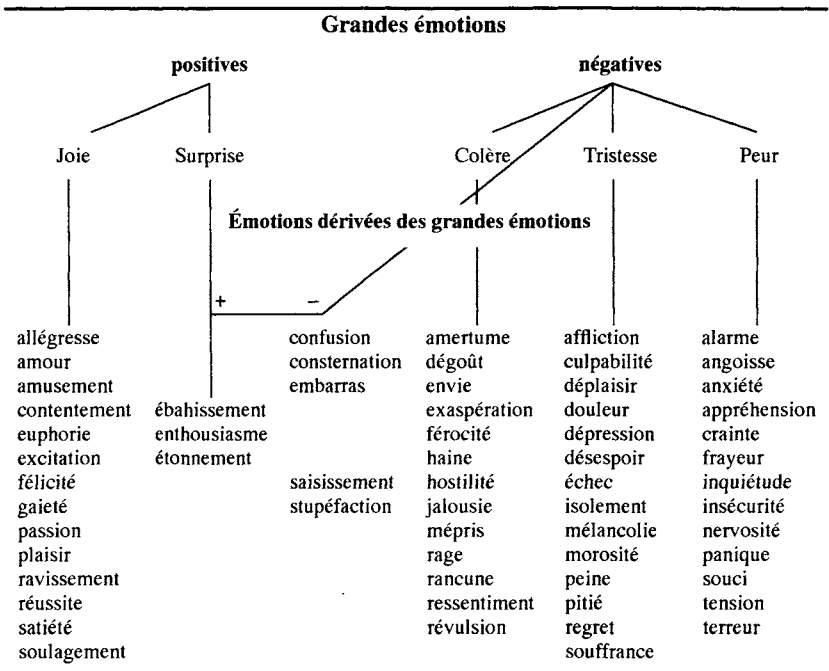 Grandes émotions
positives négatives
Joie Surprise Colère Tristesse Peur
Émotions dérivées des grandes émotions
+ −
allégresse confusion amertume affliction alarme
amour consternation dégoût culpabilité angoisse
amusement embarras envie déplaisir anxiété
contentement ébahissement exaspération douleur appréhension
euphorie enthousiasme férocité dépression crainte
excitation étonnement haine désespoir frayeur
félicité saisissement hostilité échec inquiétude
gaieté stupéfaction jalousie isolement insécurité
passion mépris mélancolie nervosité
plaisir rage morosité panique
ravissement rancune peine souci
réussite ressentiment pitié tension
satiété révulsion regret terreur
soulagement souffrance